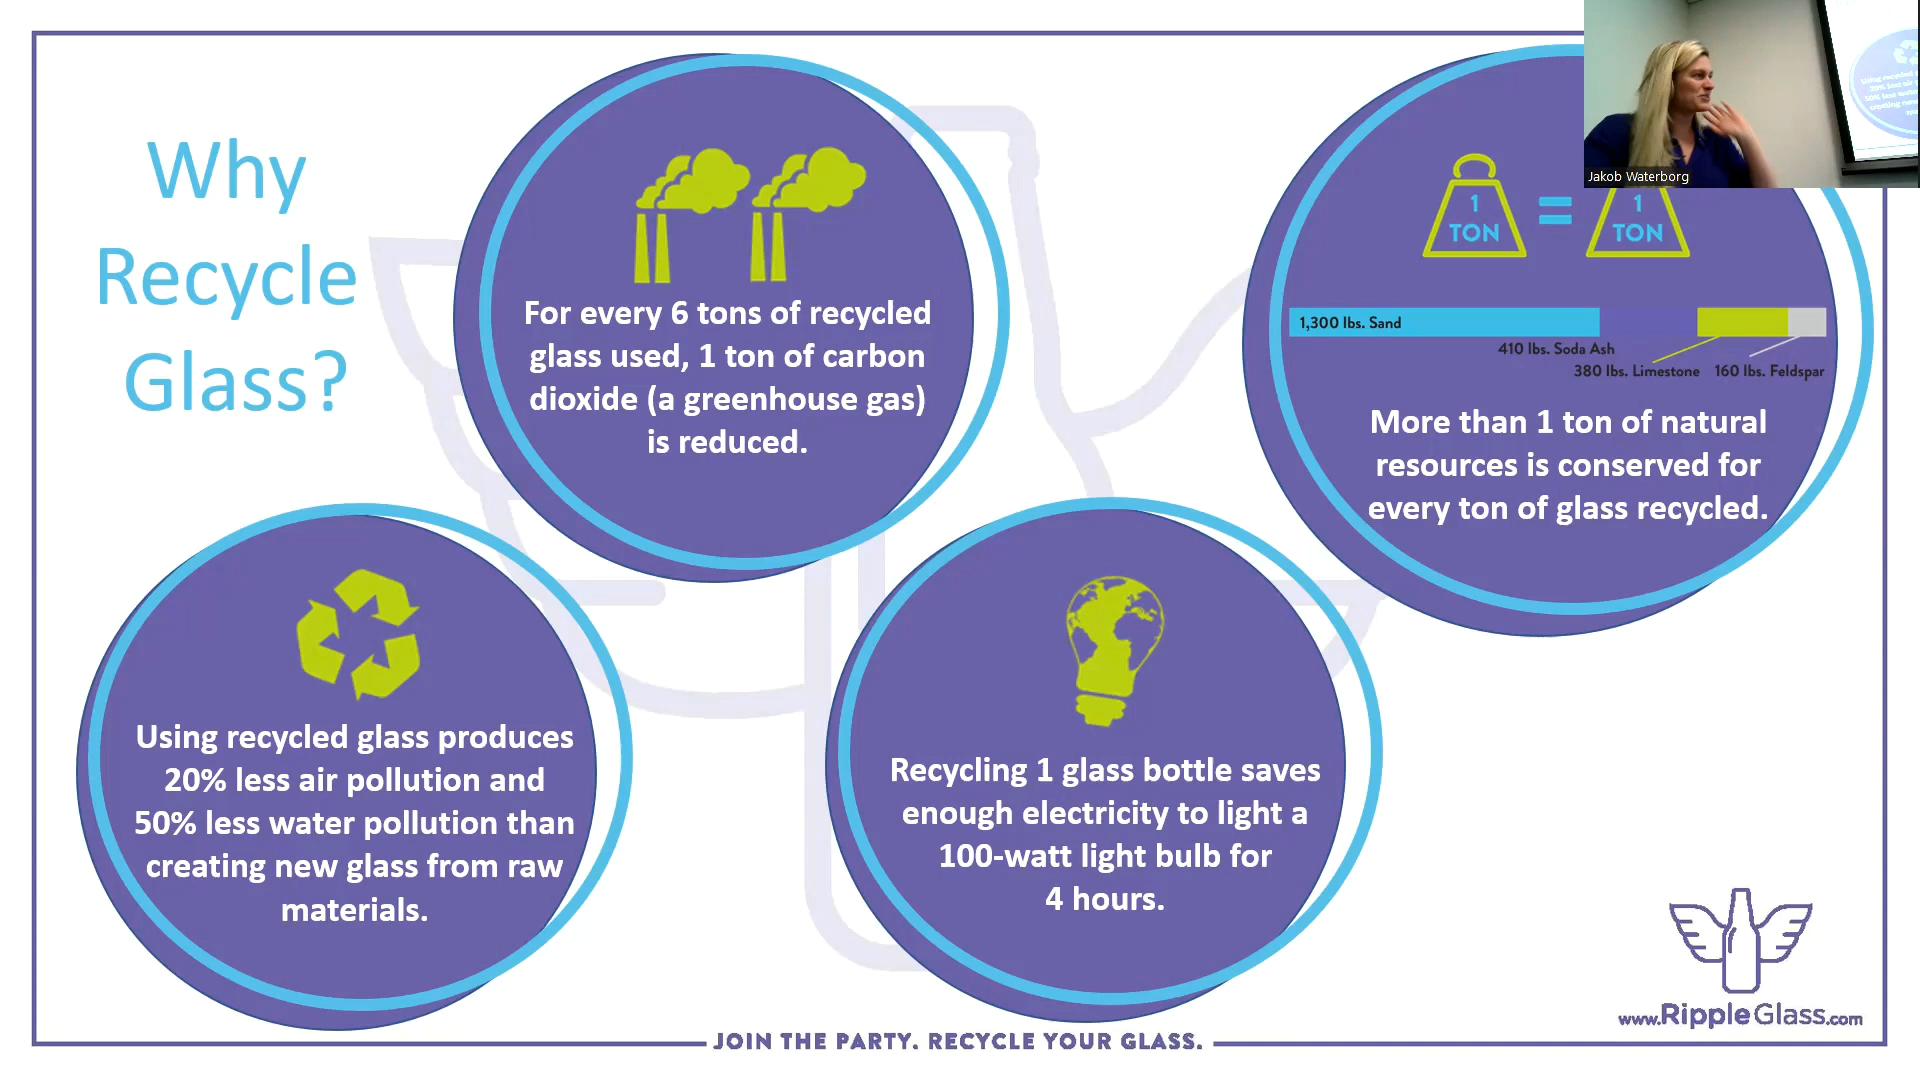 Why
Recycle
Glass?
For every 6 tons of recycled
glass used, 1 ton of carbon
dioxide (a greenhouse gas)
is reduced.
1
TON
=
1
TON
1,300 lbs. Sand
410 lbs. Soda Ash
380 lbs. Limestone
160 lbs. Feldspar
More than 1 ton of natural
resources is conserved for
every ton of glass recycled.
Jakob Waterborg
Using recycled glass produces
20% less air pollution and
50% less water pollution than
creating new glass from raw
materials.
Recycling 1 glass bottle saves
enough electricity to light a
100-watt light bulb for
4 hours.
www.RippleGlass.com
JOIN THE PARTY. RECYCLE YOUR GLASS.